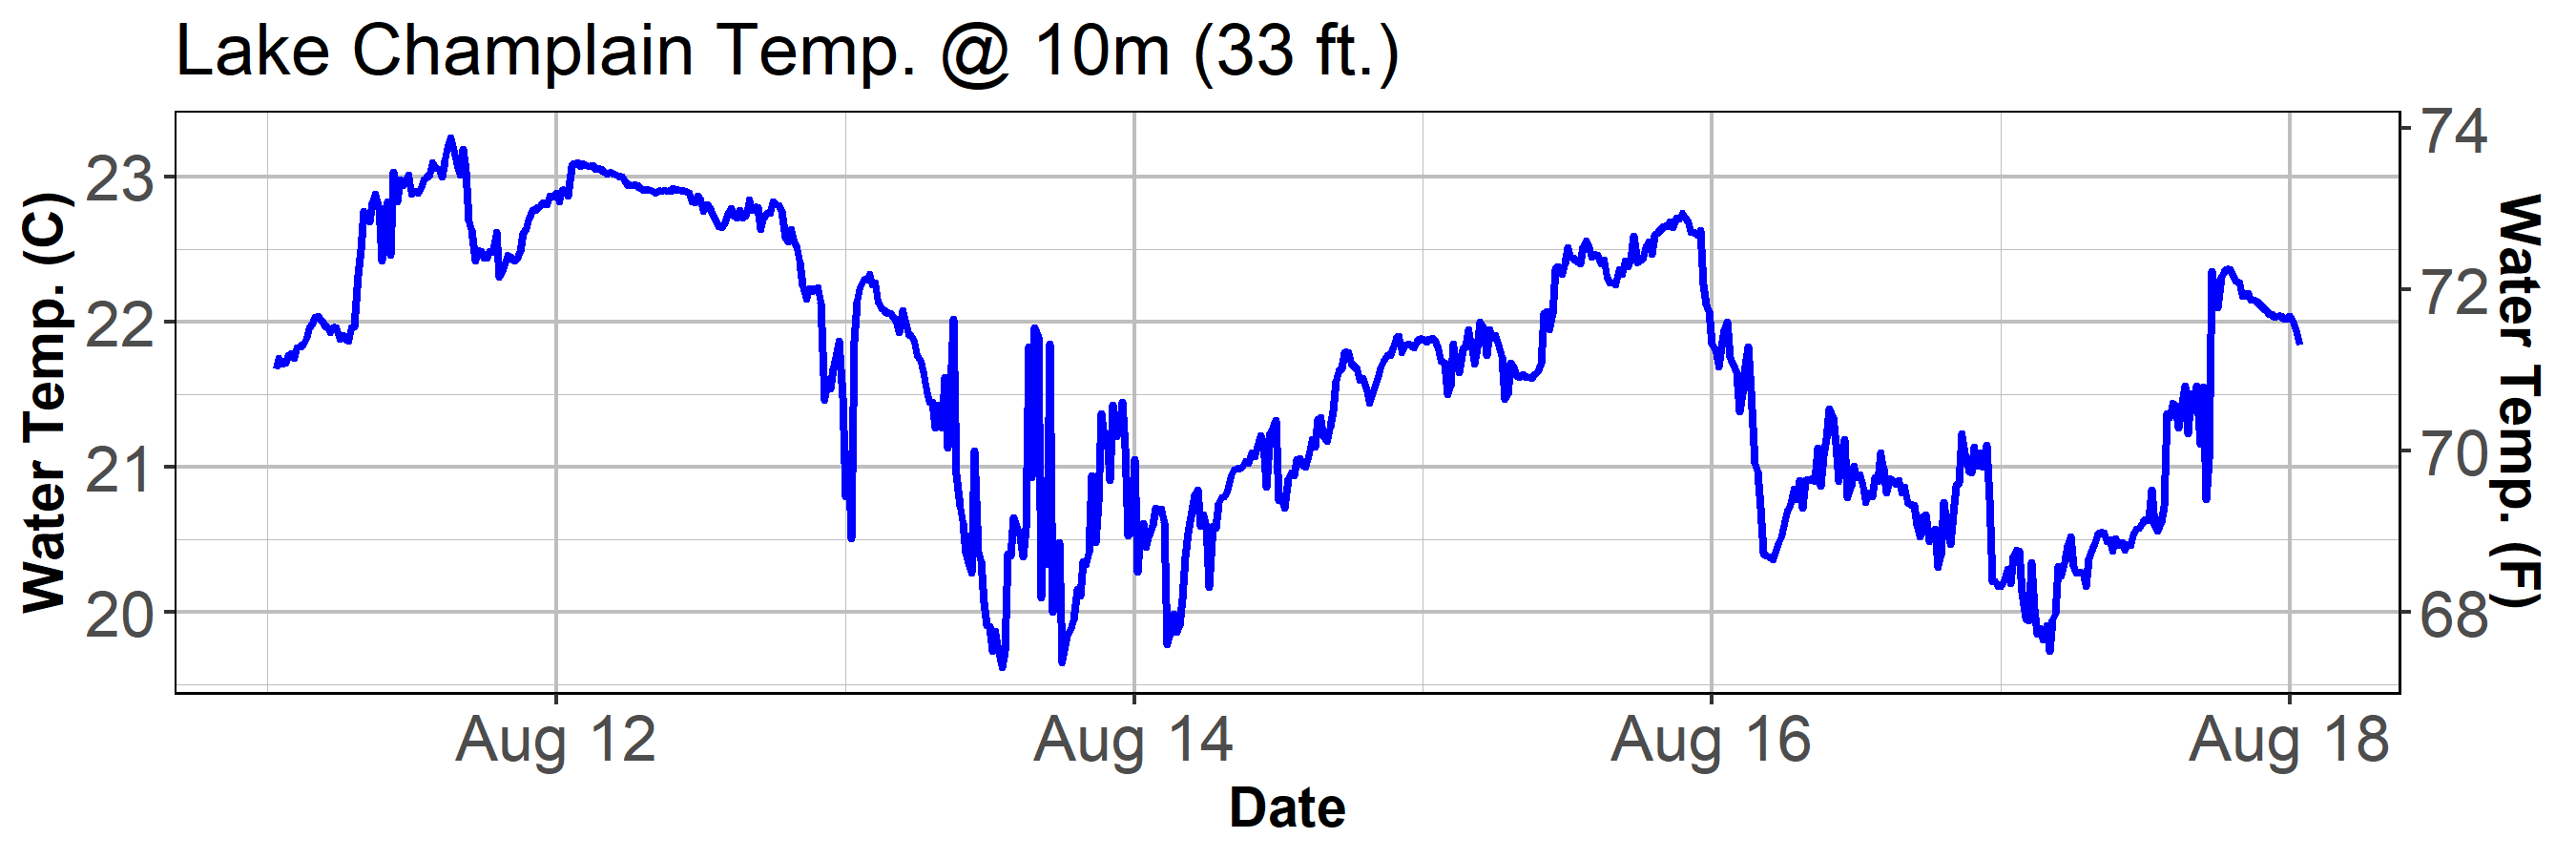 Lake Champlain Temp. @ 10m (33 ft.)
Water Temp. (C)
23
22
21
20
74
72
70
68
Water Temp. (F)
Aug 12
Aug 14
Aug 16
Aug 18
Date